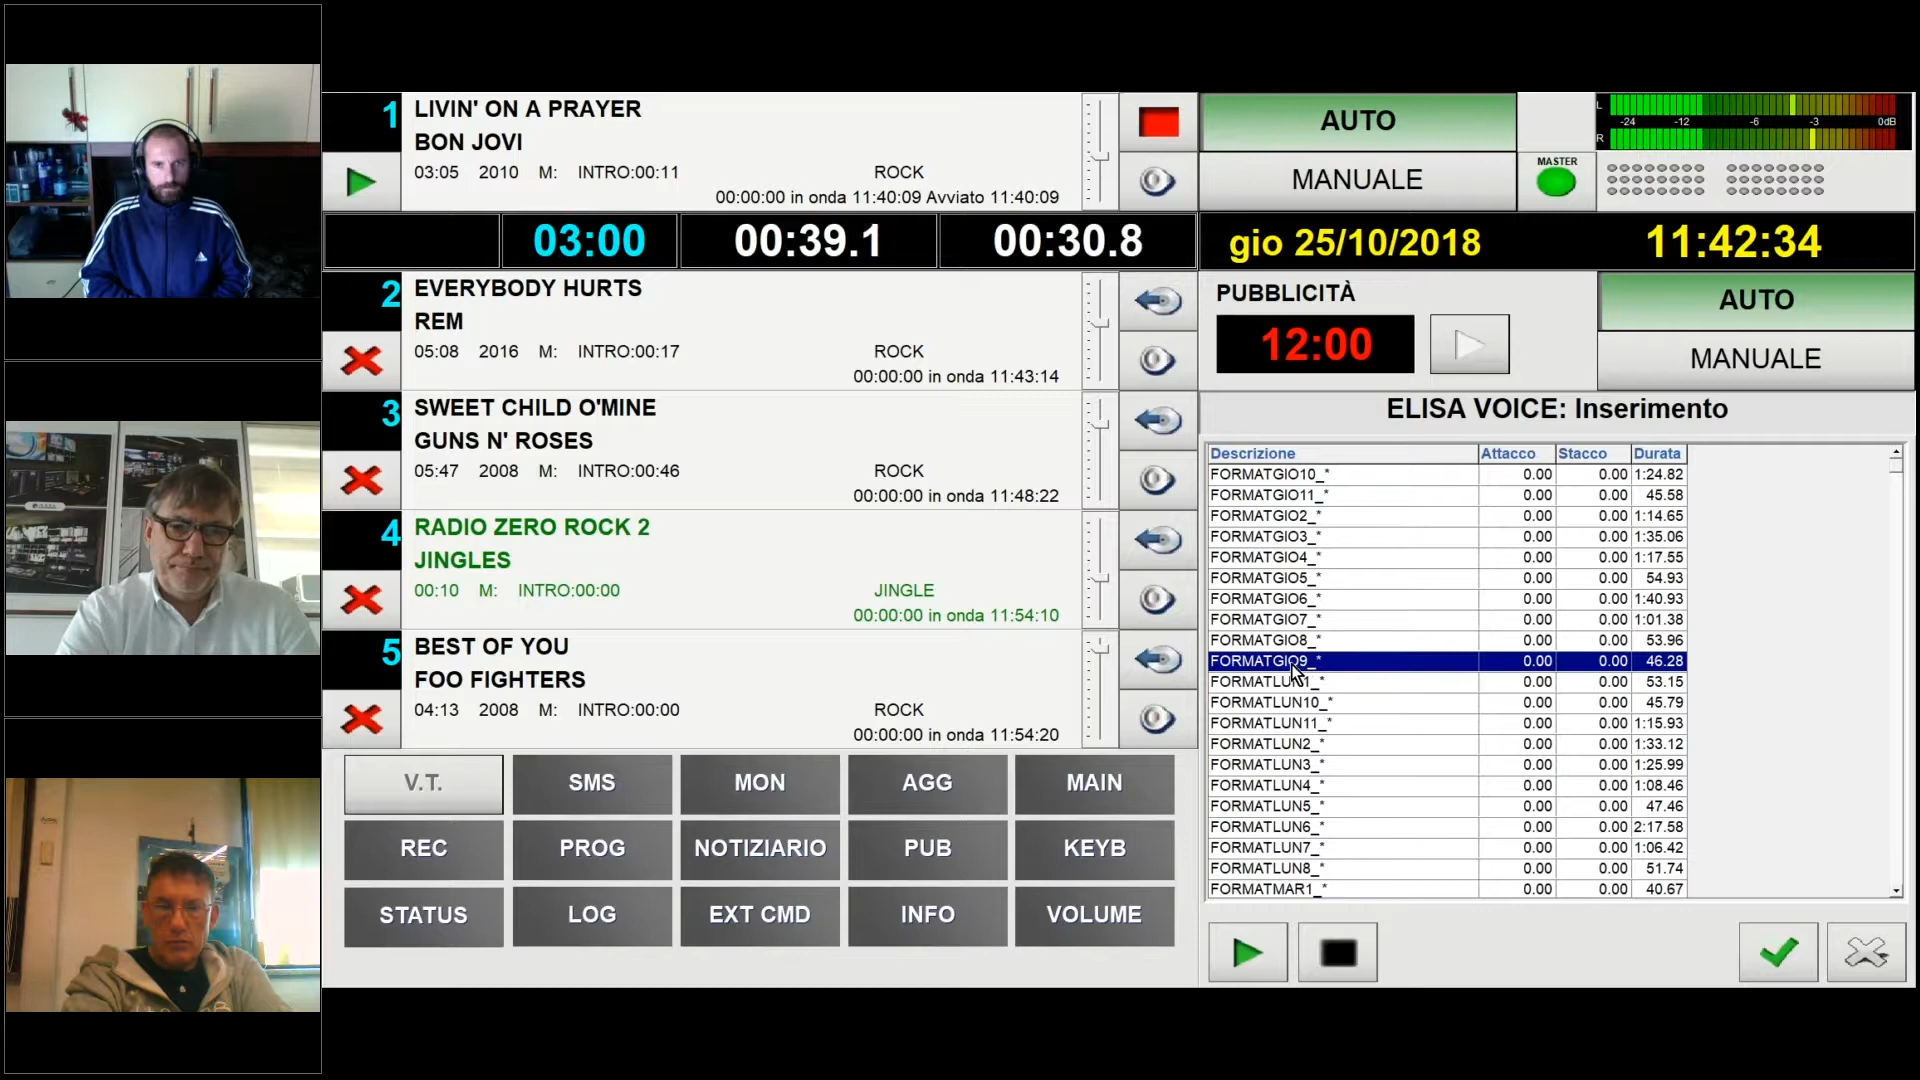 1
LIVIN' ON A PRAYER
BON JOVI
03:05 2010 M: INTRO:00:11 ROCK
00:00:00 in onda 11:40:09 Avviato 11:40:09
03:00 00:39.1 00:30.8
2
EVERYBODY HURTS
REM
05:08 2016 M: INTRO:00:17 ROCK
00:00:00 in onda 11:43:14
3
SWEET CHILD O'MINE
GUNS N' ROSES
05:47 2008 M: INTRO:00:46 ROCK
00:00:00 in onda 11:48:22
4
RADIO ZERO ROCK 2
JINGLES
00:10 M: INTRO:00:00 JINGLE
00:00:00 in onda 11:54:10
5
BEST OF YOU
FOO FIGHTERS
04:13 2008 M: INTRO:00:00 ROCK
00:00:00 in onda 11:54:20
V.T. SMS MON AGG MAIN
REC PROG NOTIZIARIO PUB KEYB
STATUS LOG EXT CMD INFO VOLUME
AUTO
MANUALE
MASTER
L
-24 -12 -6 -3 0dB
R
gio 25/10/2018 11:42:34
PUBBLICITÀ
12:00
AUTO
MANUALE
ELISA VOICE: Inserimento
Descrizione Attacco Stacco Durata
FORMATGIO10_* 0.00 0.00 1:24.82
FORMATGIO11_* 0.00 0.00 45.58
FORMATGIO2_* 0.00 0.00 1:14.65
FORMATGIO3_* 0.00 0.00 1:35.06
FORMATGIO4_* 0.00 0.00 1:17.55
FORMATGIO5_* 0.00 0.00 54.93
FORMATGIO6_* 0.00 0.00 1:40.93
FORMATGIO7_* 0.00 0.00 1:01.38
FORMATGIO8_* 0.00 0.00 53.96
FORMATGIO9_* 0.00 0.00 46.28
FORMATLUN1_* 0.00 0.00 53.15
FORMATLUN10_* 0.00 0.00 45.79
FORMATLUN11_* 0.00 0.00 1:15.93
FORMATLUN2_* 0.00 0.00 1:33.12
FORMATLUN3_* 0.00 0.00 1:25.99
FORMATLUN4_* 0.00 0.00 1:08.46
FORMATLUN5_* 0.00 0.00 47.46
FORMATLUN6_* 0.00 0.00 2:17.58
FORMATLUN7_* 0.00 0.00 1:06.42
FORMATLUN8_* 0.00 0.00 51.74
FORMATMAR1_* 0.00 0.00 40.67